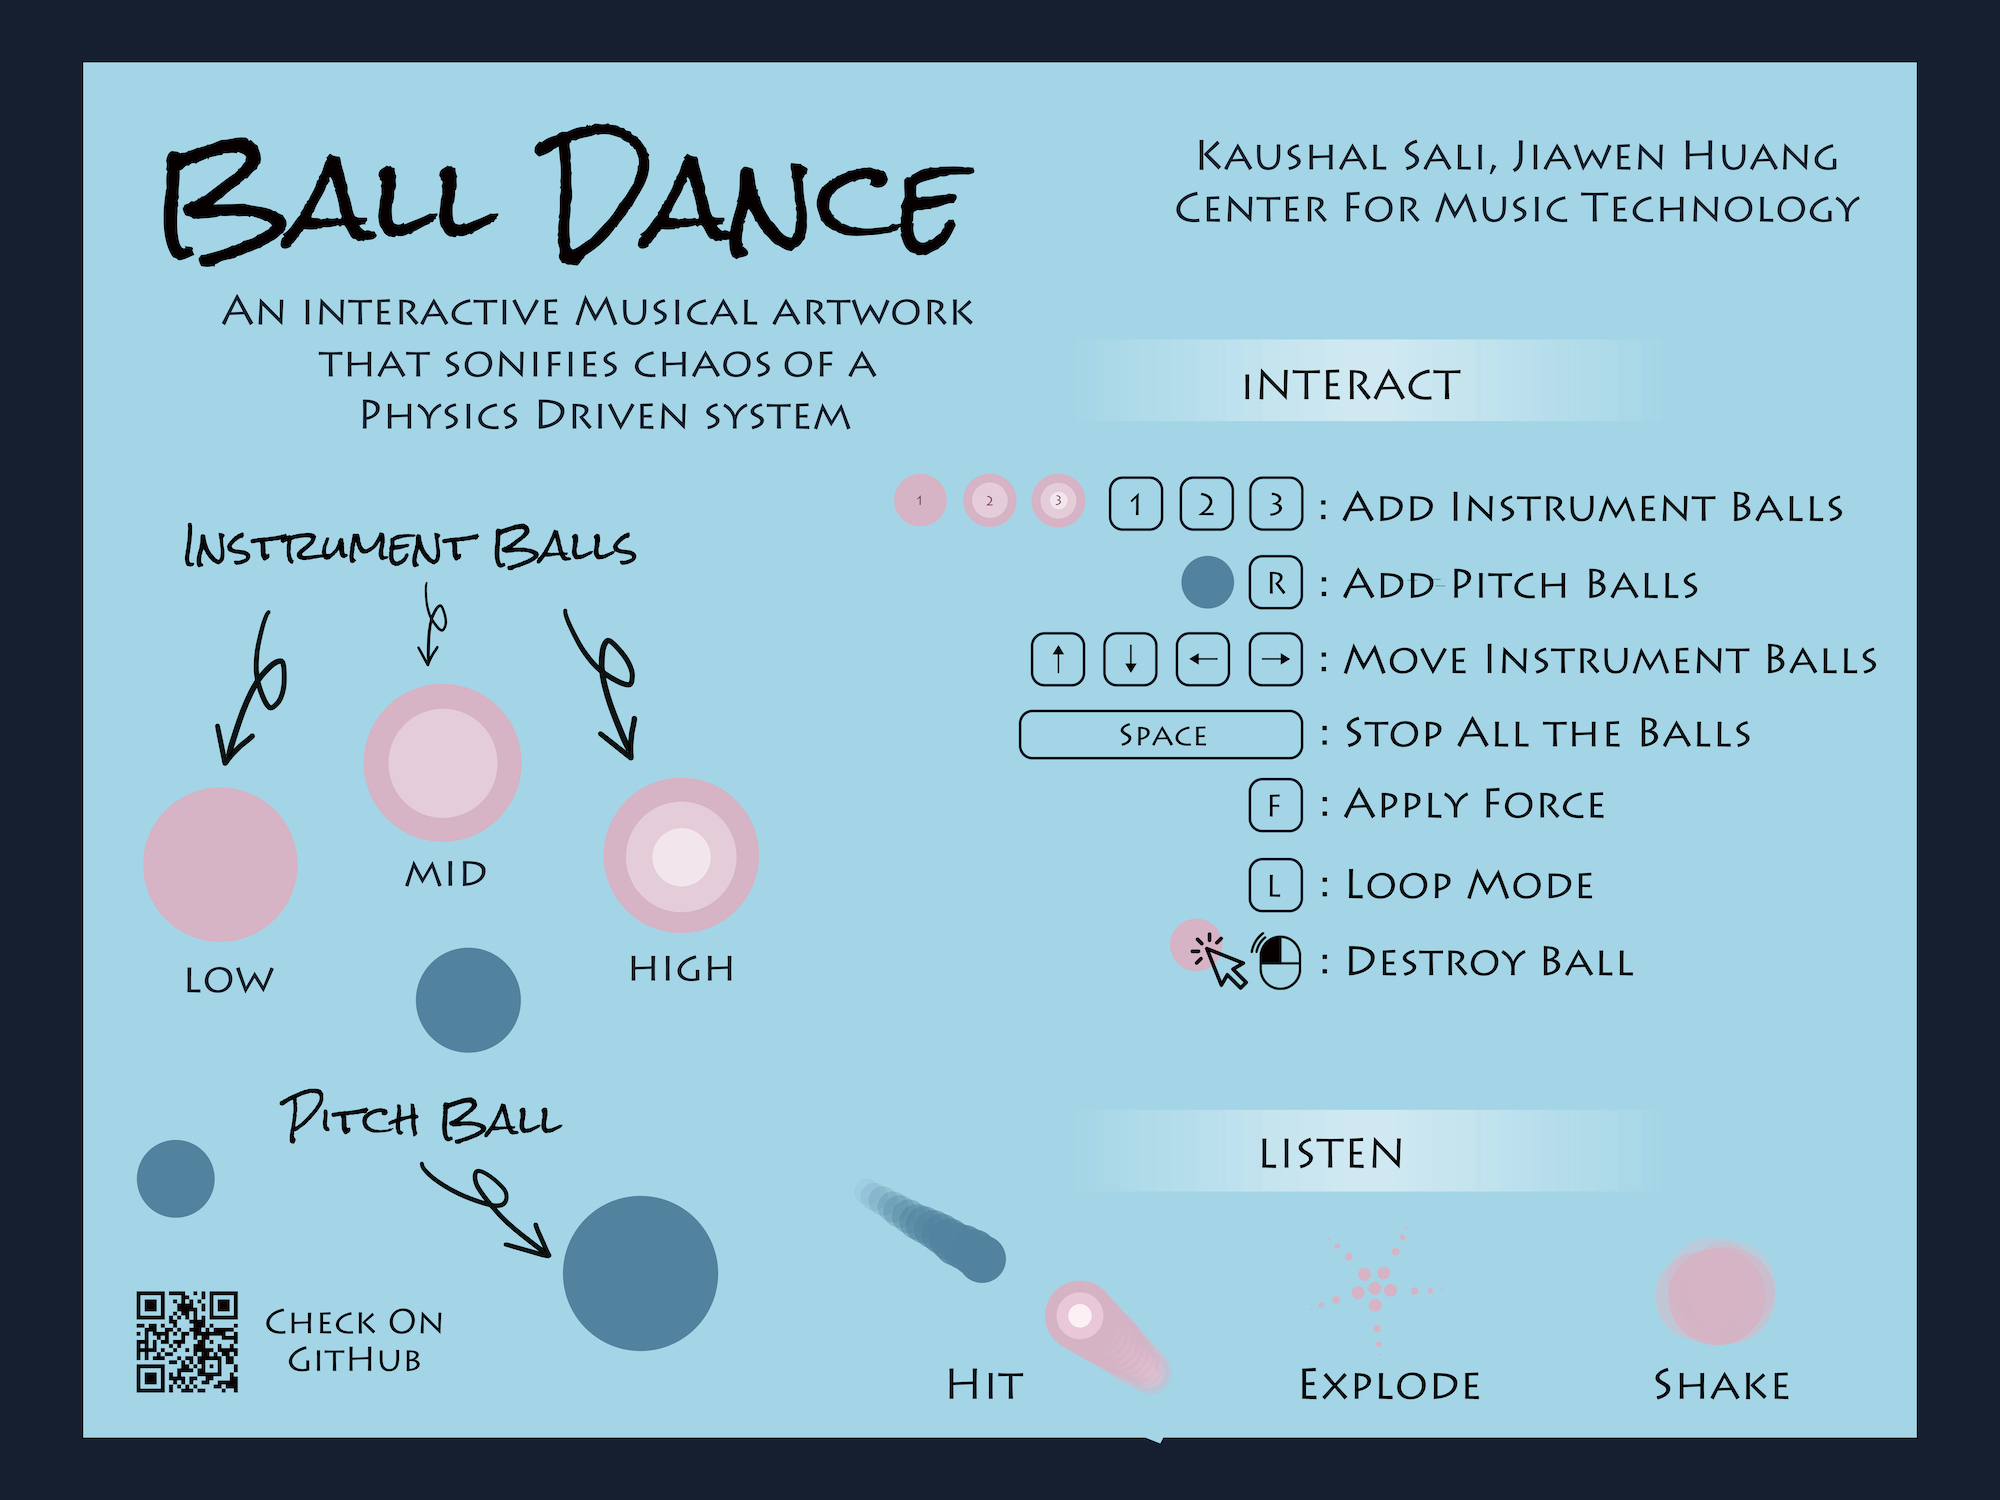 Ball Dance
An interactive Musical artwork
that sonifies chaos of a
Physics Driven system
Kaushal Sali, Jiawen Huang
Center For Music Technology
Instrument Balls
low
mid
high
Pitch Ball
Check On
GitHub
interact
1 2 3 1 2 3 : Add Instrument Balls
R : Add Pitch Balls
↑ ↓ ← → : Move Instrument Balls
Space : Stop All the Balls
F : Apply Force
L : Loop Mode
: Destroy Ball
listen
Hit
Explode
Shake